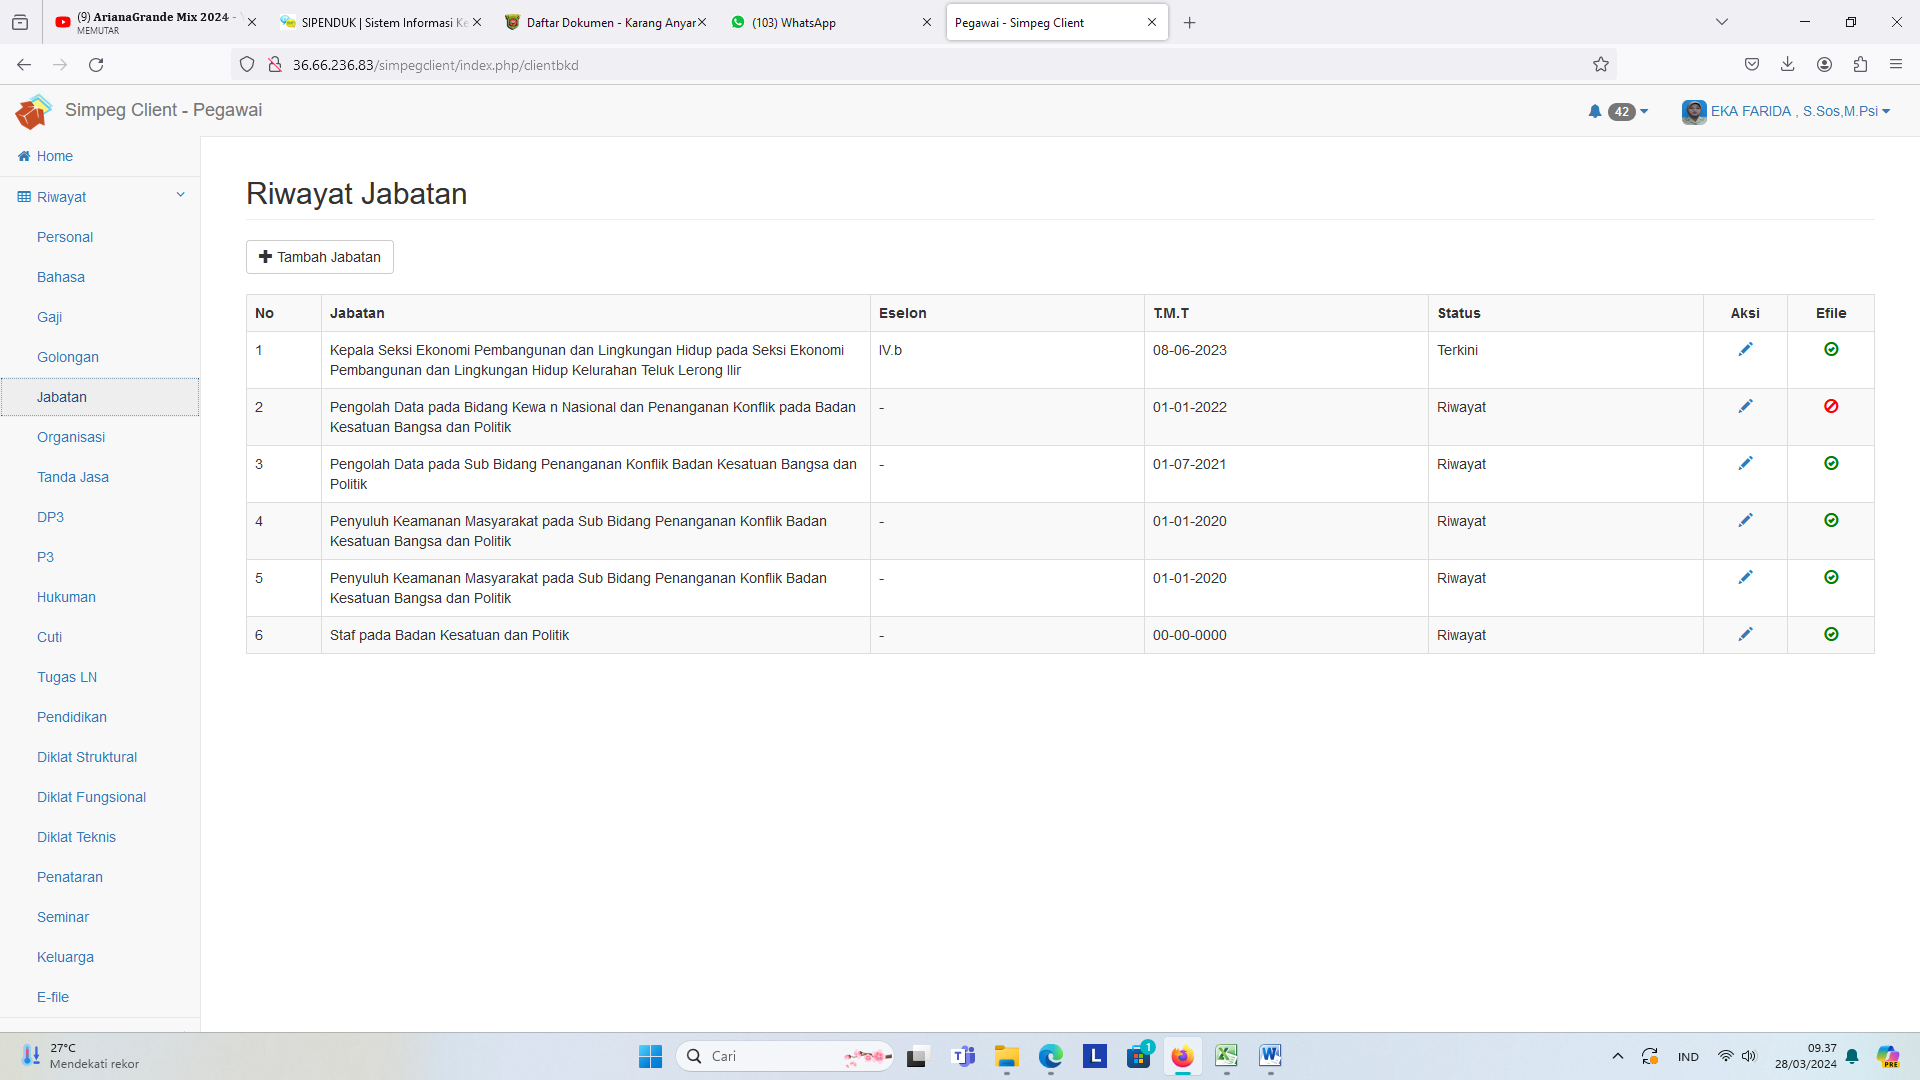 (9) ArianaGrande Mix 2024 -
MEMUTAR
SIPENDUK | Sistem Informasi Ke
Daftar Dokumen - Karang Anyar
(103) WhatsApp
Pegawai - Simpeg Client
36.66.236.83/simpegclient/index.php/clientbkd
Simpeg Client - Pegawai
42
EKA FARIDA , S.Sos,M.Psi
Home
Riwayat
Personal
Bahasa
Gaji
Golongan
Jabatan
Organisasi
Tanda Jasa
DP3
P3
Hukuman
Cuti
Tugas LN
Pendidikan
Diklat Struktural
Diklat Fungsional
Diklat Teknis
Penataran
Seminar
Keluarga
E-file
Riwayat Jabatan
Tambah Jabatan
No Jabatan Eselon T.M.T Status Aksi Efile
1 Kepala Seksi Ekonomi Pembangunan dan Lingkungan Hidup pada Seksi Ekonomi IV.b 08-06-2023 Terkini
Pembangunan dan Lingkungan Hidup Kelurahan Teluk Lerong Ilir
2 Pengolah Data pada Bidang Kewa n Nasional dan Penanganan Konflik pada Badan - 01-01-2022 Riwayat
Kesatuan Bangsa dan Politik
3 Pengolah Data pada Sub Bidang Penanganan Konflik Badan Kesatuan Bangsa dan - 01-07-2021 Riwayat
Politik
4 Penyuluh Keamanan Masyarakat pada Sub Bidang Penanganan Konflik Badan - 01-01-2020 Riwayat
Kesatuan Bangsa dan Politik
5 Penyuluh Keamanan Masyarakat pada Sub Bidang Penanganan Konflik Badan - 01-01-2020 Riwayat
Kesatuan Bangsa dan Politik
6 Staf pada Badan Kesatuan dan Politik - 00-00-0000 Riwayat
27°C
Mendekati rekor
Cari
L
1
IND
09.37
28/03/2024
PRE